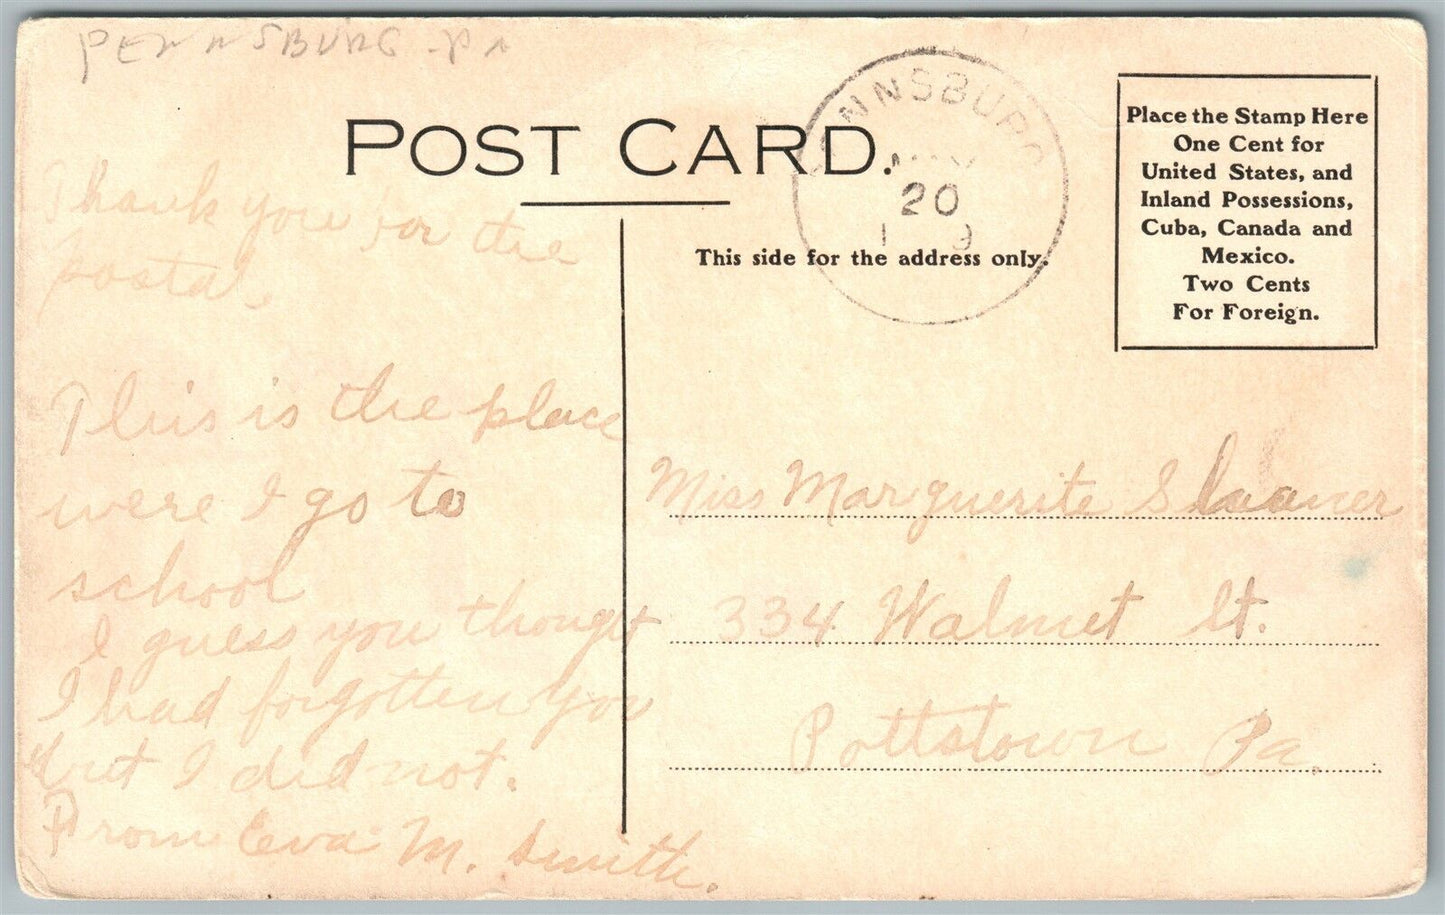 PENNSBURG - PA
POST CARD.
NNSBURG
20
1 9
Place the Stamp Here
One Cent for
United States, and
Inland Possessions,
Cuba, Canada and
Mexico.
Two Cents
For Foreign.
This side for the address only.
Thank you for the
postal.
This is the place
were I go to
school
I guess you thought
I had forgotten you
but I did not.
From Eva M. Smith.
Miss Marguerite
334 Walnut St.
Pottstown Pa.